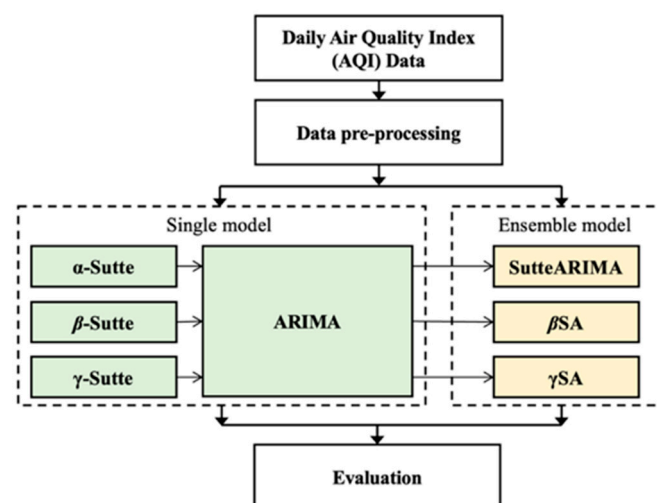 Daily Air Quality Index
(AQI) Data
Data pre-processing
Single model
Ensemble model
α-Sutte
β-Sutte
γ-Sutte
ARIMA
SutteARIMA
βSA
γSA
Evaluation